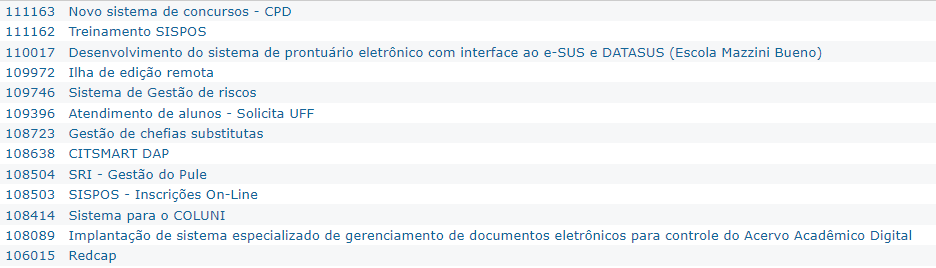 111163 Novo sistema de concursos - CPD
111162 Treinamento SISPOS
110017 Desenvolvimento do sistema de prontuário eletrônico com interface ao e-SUS e DATASUS (Escola Mazzini Bueno)
109972 Ilha de edição remota
109746 Sistema de Gestão de riscos
109396 Atendimento de alunos - Solicita UFF
108723 Gestão de chefias substitutas
108638 CITSMART DAP
108504 SRI - Gestão do Pule
108503 SISPOS - Inscrições On-Line
108414 Sistema para o COLUNI
108089 Implantação de sistema especializado de gerenciamento de documentos eletrônicos para controle do Acervo Acadêmico Digital
106015 Redcap